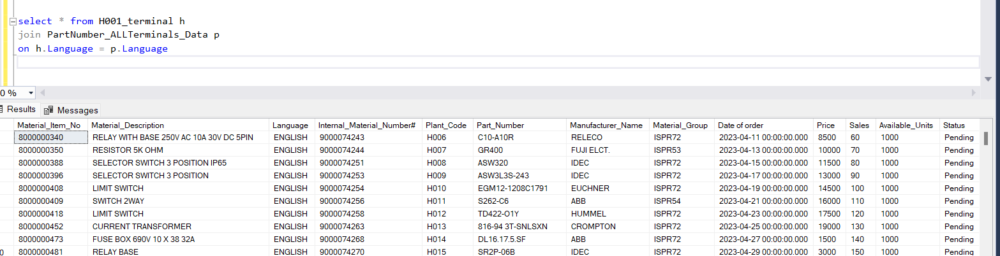 select * from H001_terminal h
join PartNumber_ALLTerminals_Data p
on h.Language = p.Language
0 %
Results Messages
Material_Item_No Material_Description Language Internal_Material_Number# Plant_Code Part_Number Manufacturer_Name Material_Group Date of order Price Sales Available_Units Status
8000000340 RELAY WITH BASE 250V AC 10A 30V DC 5PIN ENGLISH 9000074243 H006 C10-A10R RELECO ISPR72 2023-04-11 00:00:00.000 8500 60 1000 Pending
8000000350 RESISTOR 5K OHM ENGLISH 9000074244 H007 GR400 FUJI ELCT. ISPR53 2023-04-13 00:00:00.000 10000 70 1000 Pending
8000000388 SELECTOR SWITCH 3 POSITION IP65 ENGLISH 9000074251 H008 ASW320 IDEC ISPR72 2023-04-15 00:00:00.000 11500 80 1000 Pending
8000000396 SELECTOR SWITCH 3 POSITION ENGLISH 9000074253 H009 ASW3L3S-243 IDEC ISPR72 2023-04-17 00:00:00.000 13000 90 1000 Pending
8000000408 LIMIT SWITCH ENGLISH 9000074254 H010 EGM12-1208C1791 EUCHNER ISPR72 2023-04-19 00:00:00.000 14500 100 1000 Pending
8000000409 SWITCH 2WAY ENGLISH 9000074256 H011 S262-C6 ABB ISPR54 2023-04-21 00:00:00.000 16000 110 1000 Pending
8000000418 LIMIT SWITCH ENGLISH 9000074258 H012 TD422-O1Y HUMMEL ISPR72 2023-04-23 00:00:00.000 17500 120 1000 Pending
8000000452 CURRENT TRANSFORMER ENGLISH 9000074263 H013 816-94 3T-SNLSXN CROMPTON ISPR72 2023-04-25 00:00:00.000 19000 130 1000 Pending
8000000473 FUSE BOX 690V 10 X 38 32A ENGLISH 9000074268 H014 DL16.17.5.SF ABB ISPR72 2023-04-27 00:00:00.000 1500 140 1000 Pending
0 8000000481 RELAY BASE ENGLISH 9000074270 H015 SR2P-06B IDEC ISPR72 2023-04-29 00:00:00.000 3000 150 1000 Pending